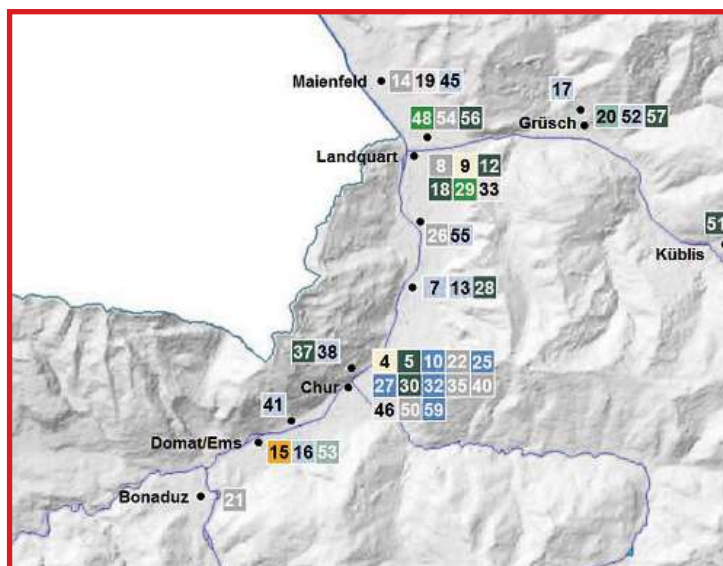 Maienfeld 14 19 45
17
48 54 56
Grüsch 20 52 57
Landquart 8 9 12
18 29 33
51
26 55
Küblis
7 13 28
37 38
4 5 10 22 25
Chur 27 30 32 35 40
46 50 59
41
Domat/Ems
15 16 53
Bonaduz 21